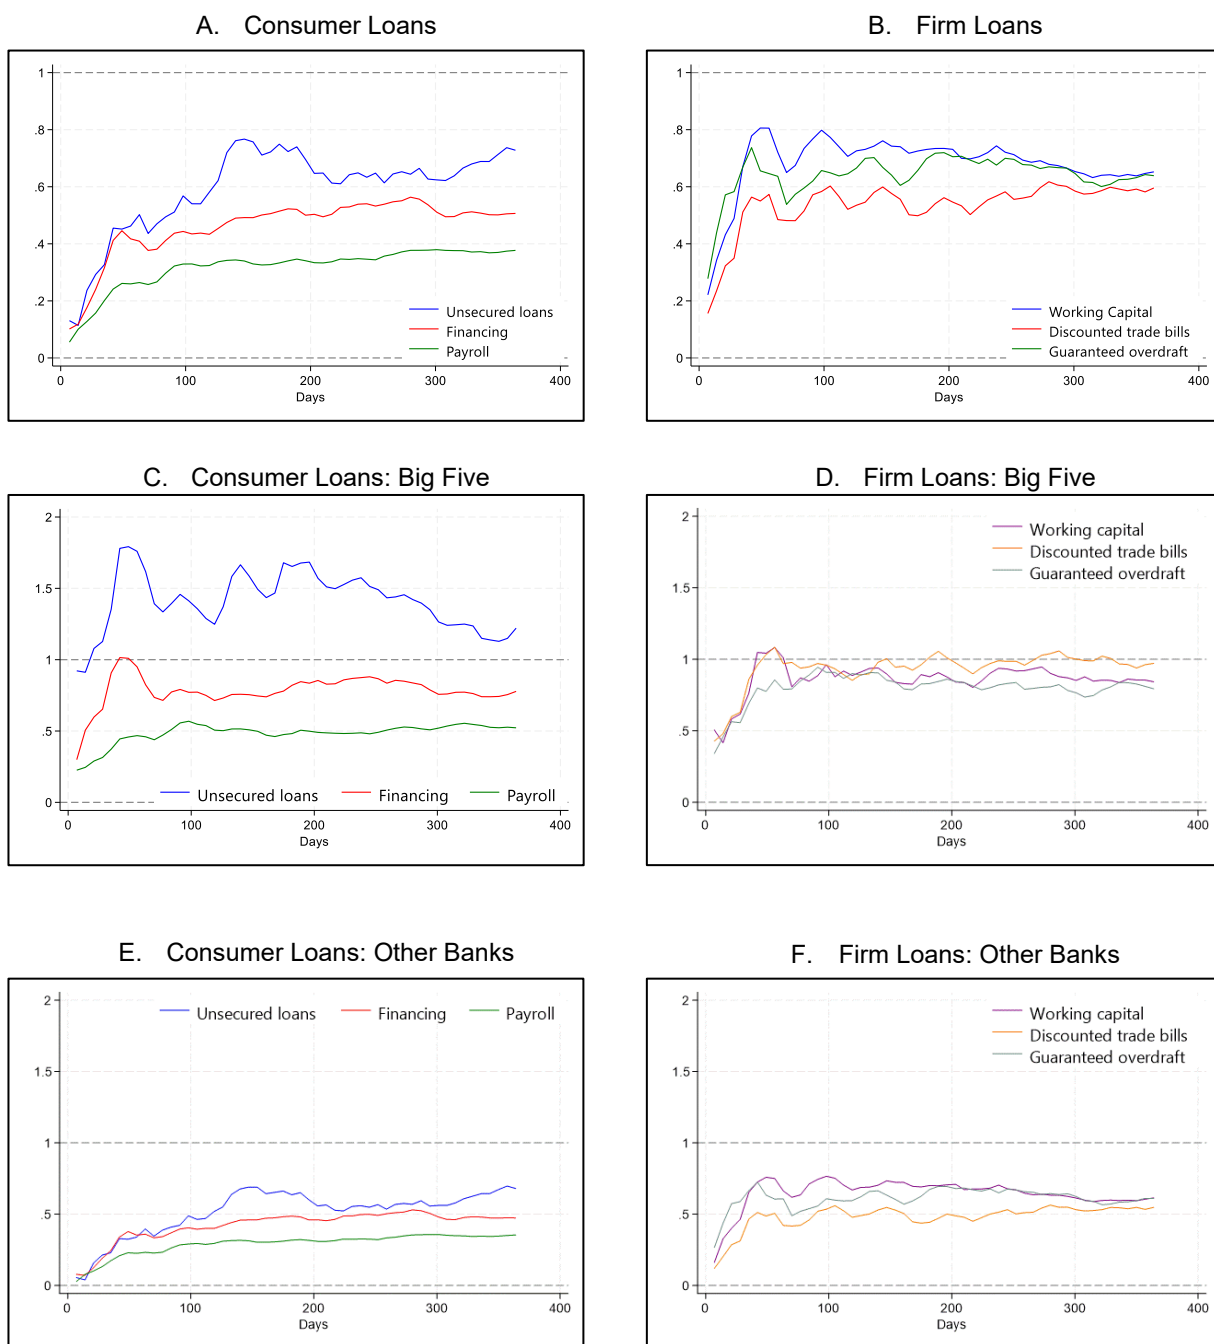 A. Consumer Loans
1
.8
.6
.4
.2
0
Unsecured loans
Financing
Payroll
0 100 200 300 400
Days
B. Firm Loans
1
.8
.6
.4
.2
0
Working Capital
Discounted trade bills
Guaranteed overdraft
0 100 200 300 400
Days
C. Consumer Loans: Big Five
2
1.5
1
.5
0
Unsecured loans Financing Payroll
0 100 200 300 400
Days
D. Firm Loans: Big Five
2
1.5
1
.5
0
Working capital
Discounted trade bills
Guaranteed overdraft
0 100 200 300 400
Days
E. Consumer Loans: Other Banks
2
1.5
1
.5
0
Unsecured loans Financing Payroll
0 100 200 300 400
Days
F. Firm Loans: Other Banks
2
1.5
1
.5
0
Working capital
Discounted trade bills
Guaranteed overdraft
0 100 200 300 400
Days